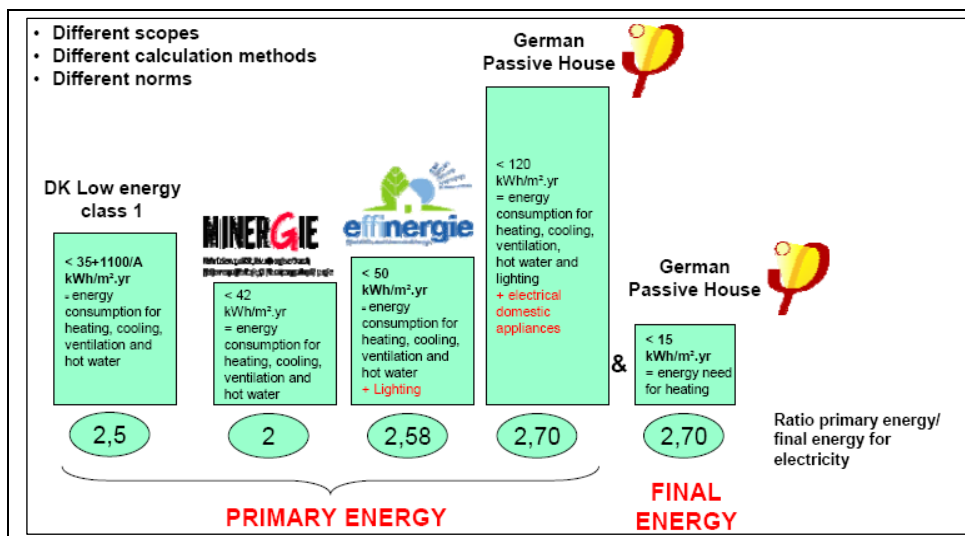 • Different scopes
• Different calculation methods
• Different norms
German
Passive House
DK Low energy
class 1
MINERGIE
effinergie
German
Passive House
< 35+1100/A
kWh/m².yr
= energy
consumption for
heating, cooling,
ventilation and
hot water
< 42
kWh/m².yr
= energy
consumption for
heating, cooling,
ventilation and
hot water
< 50
kWh/m².yr
= energy
consumption for
heating, cooling,
ventilation and
hot water
+ Lighting
< 120
kWh/m².yr
= energy
consumption for
heating, cooling,
ventilation,
hot water and
lighting
+ electrical
domestic
appliances
&
< 15
kWh/m².yr
= energy need
for heating
2,5
2
2,58
2,70
2,70
Ratio primary energy/
final energy for
electricity
PRIMARY ENERGY
FINAL
ENERGY